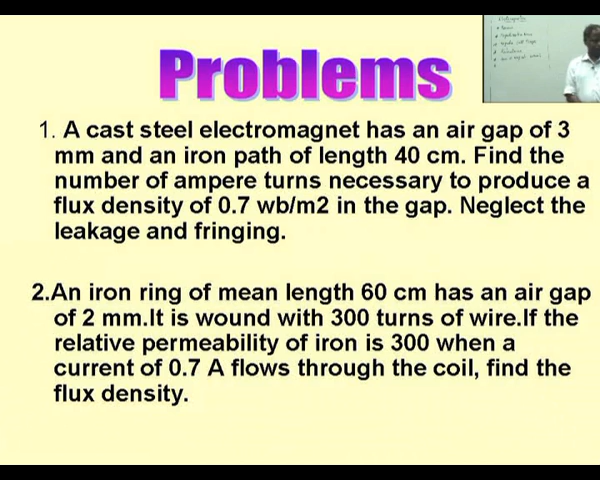 Problems
1. A cast steel electromagnet has an air gap of 3
mm and an iron path of length 40 cm. Find the
number of ampere turns necessary to produce a
flux density of 0.7 wb/m2 in the gap. Neglect the
leakage and fringing.
2.An iron ring of mean length 60 cm has an air gap
of 2 mm.It is wound with 300 turns of wire.If the
relative permeability of iron is 300 when a
current of 0.7 A flows through the coil, find the
flux density.